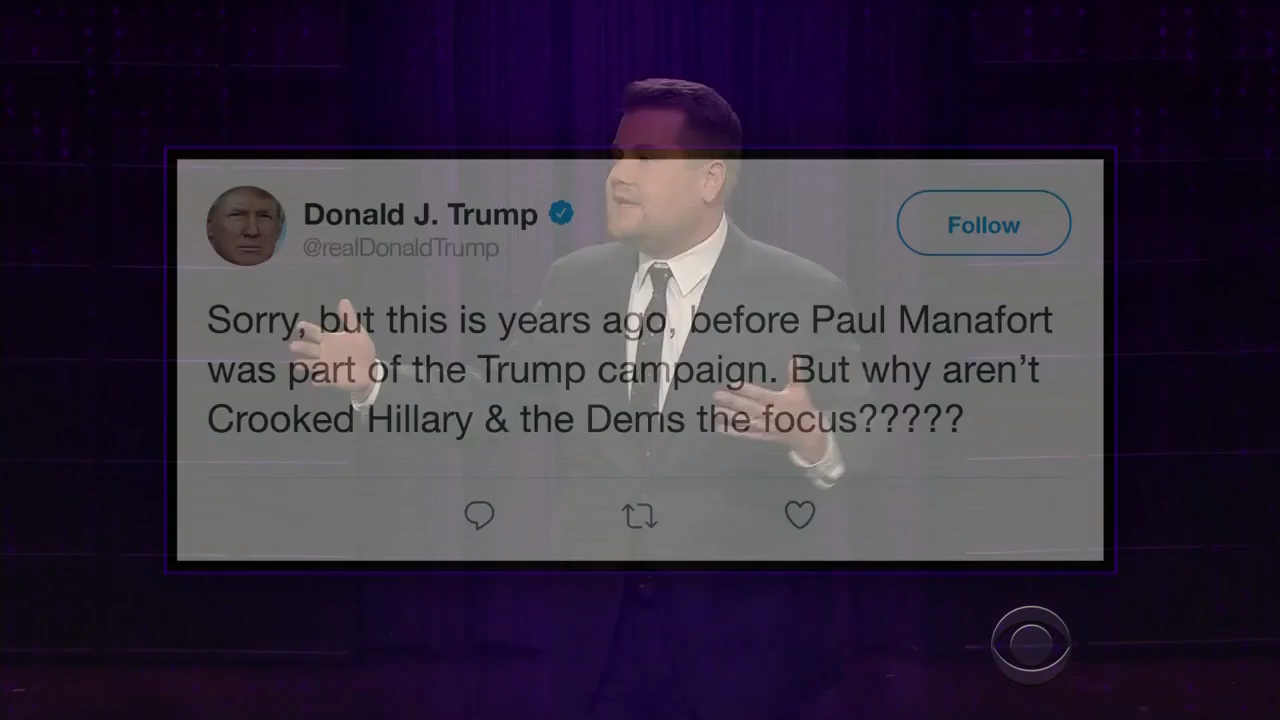 Donald J. Trump
@realDonaldTrump
Follow
Sorry, but this is years ago, before Paul Manafort
was part of the Trump campaign. But why aren’t
Crooked Hillary & the Dems the focus?????